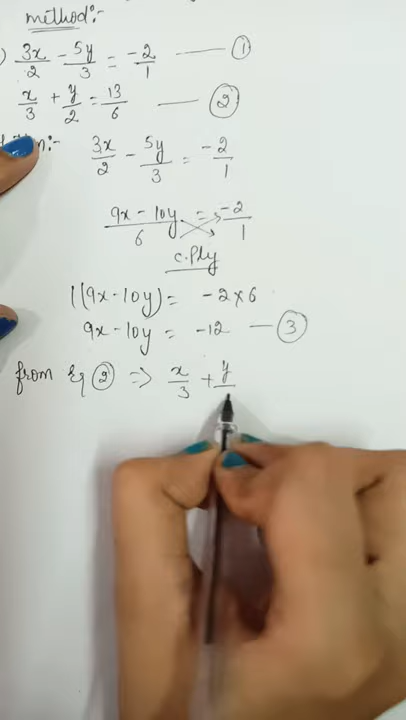 method:-
) 3x/2 - 5y/3 = -2/1 —— ①
x/3 + y/2 = 13/6 —— ②
n:- 3x/2 - 5y/3 = -2/1
9x - 10y/6 = -2/1
c.ply
1(9x-10y) = -2×6
9x-10y = -12 — ③
from Eq ② => x/3 + y/